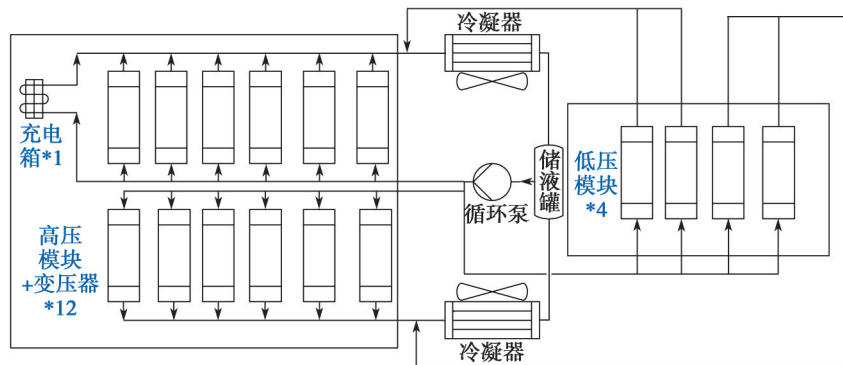 冷凝器
充电
箱*1
循环泵
储
液
罐
低压
模块
*4
高压
模块
+变压器
*12
冷凝器